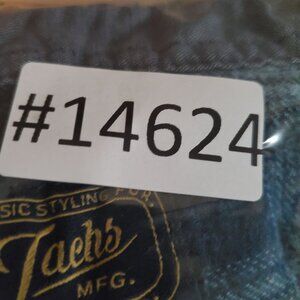 #14624
SIC STYLING FOR
Tachs
MFG.